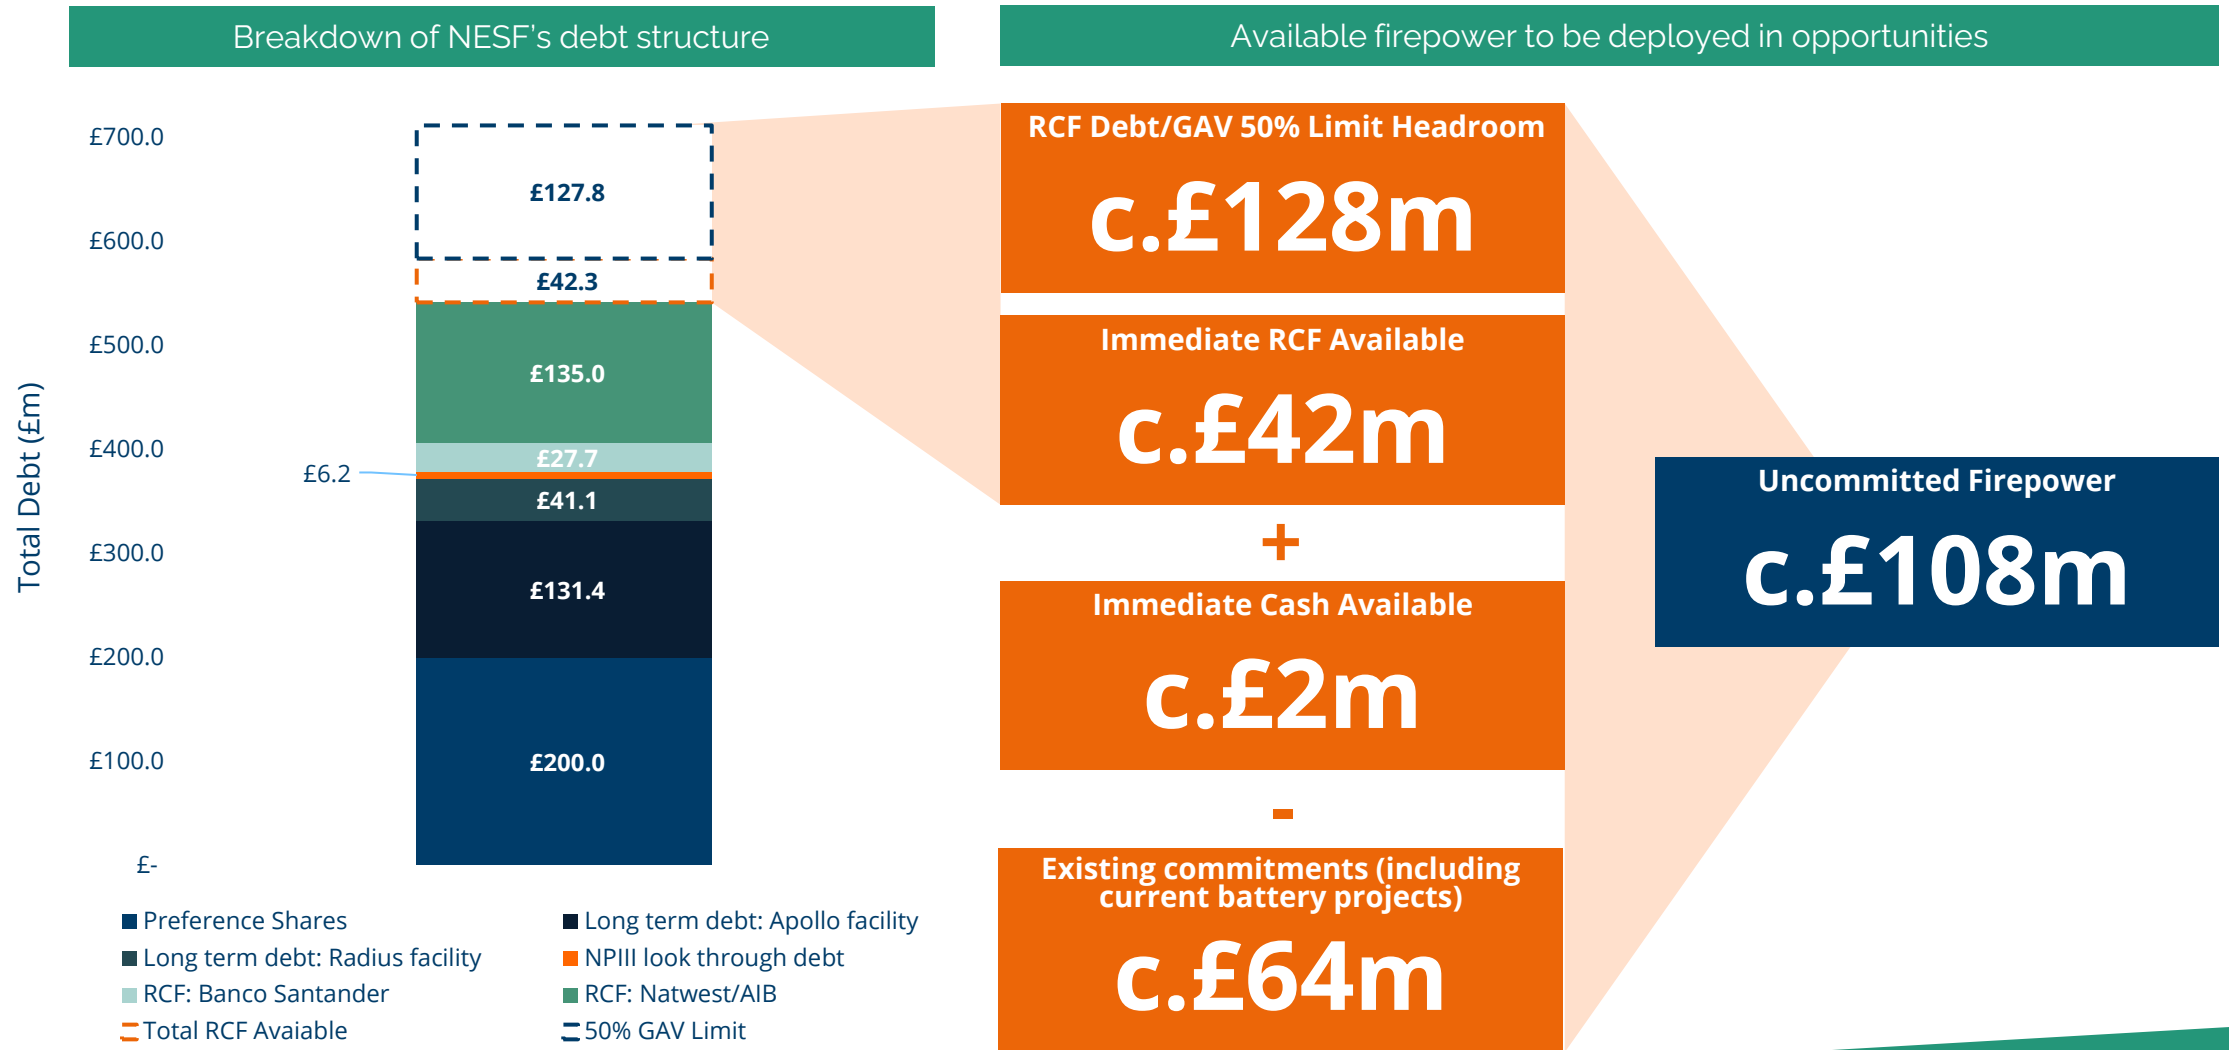 Breakdown of NESF's debt structure
Total Debt (£m)
£700.0
£600.0
£500.0
£400.0
£300.0
£200.0
£100.0
£-
£127.8
£42.3
£135.0
£27.7
£6.2
£41.1
£131.4
£200.0
Preference Shares
Long term debt: Apollo facility
Long term debt: Radius facility
NPIII look through debt
RCF: Banco Santander
RCF: Natwest/AIB
Total RCF Avaiable
50% GAV Limit
Available firepower to be deployed in opportunities
RCF Debt/GAV 50% Limit Headroom
c.£128m
Immediate RCF Available
c.£42m
+
Immediate Cash Available
c.£2m
-
Existing commitments (including
current battery projects)
c.£64m
Uncommitted Firepower
c.£108m